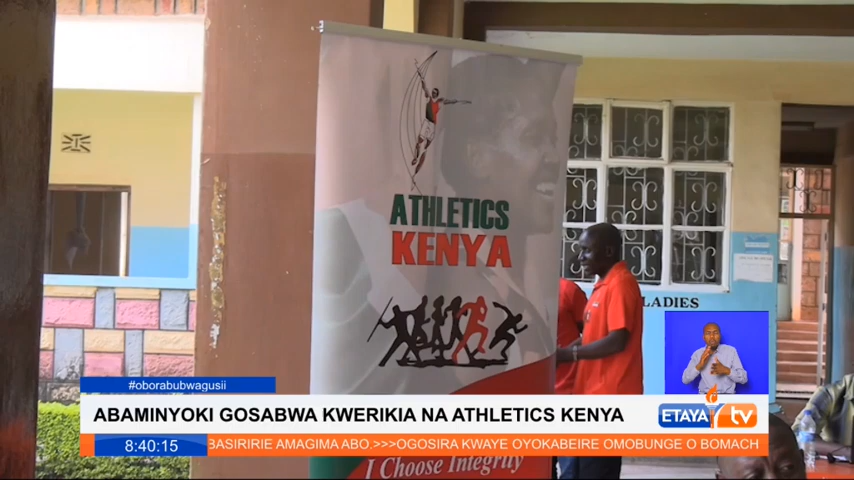 ATHLETICS
KENYA
LADIES
#oborabubwagusii
ABAMINYOKI GOSABWA KWERIKIA NA ATHLETICS KENYA
ETAYA tv
8:40:15
BASIRIRIE AMAGIMA ABO.>>>OGOSIRA KWAYE OYOKABEIRE OMOBUNGE O BOMACH
I Choose Integrity